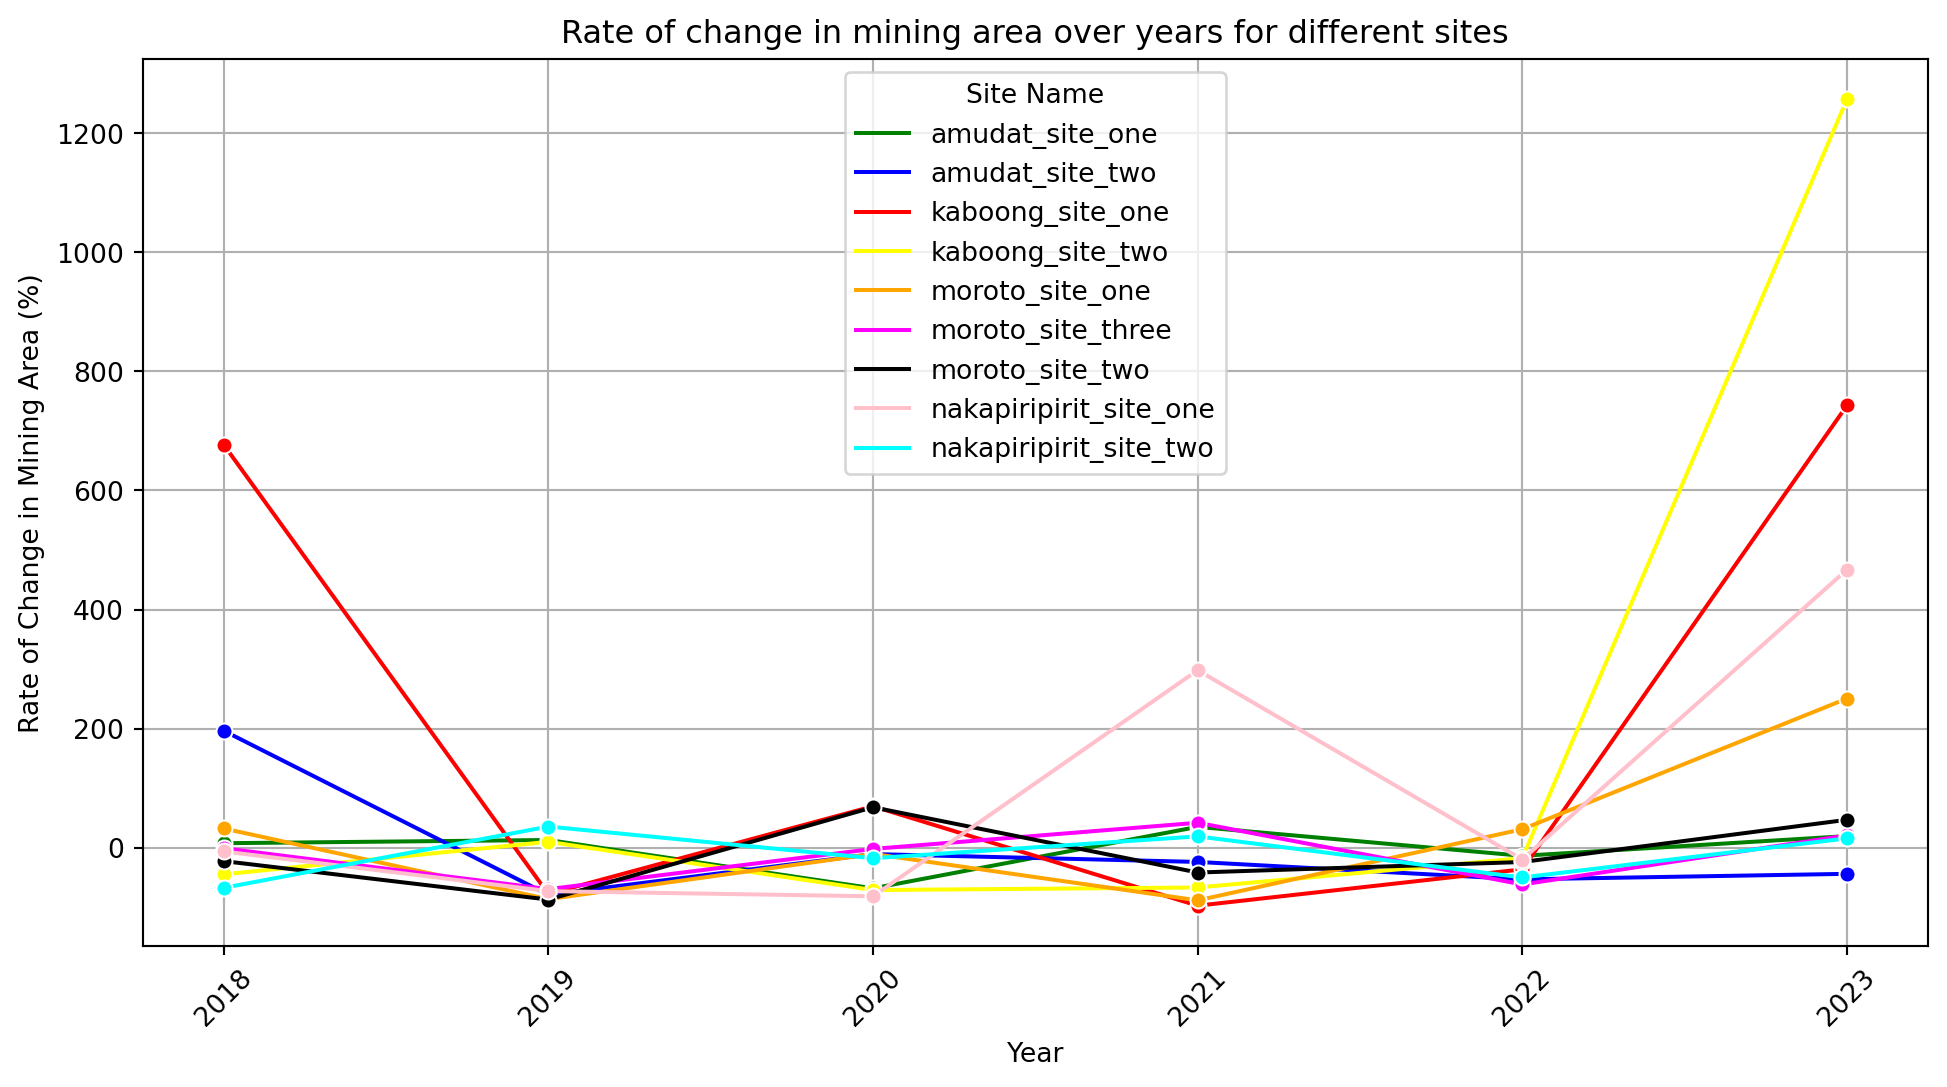 Rate of change in mining area over years for different sites
Site Name
amudat_site_one
amudat_site_two
kaboong_site_one
kaboong_site_two
moroto_site_one
moroto_site_three
moroto_site_two
nakapiripirit_site_one
nakapiripirit_site_two
Rate of Change in Mining Area (%)
1200
1000
800
600
400
200
0
2018
2019
2020
2021
2022
2023
Year